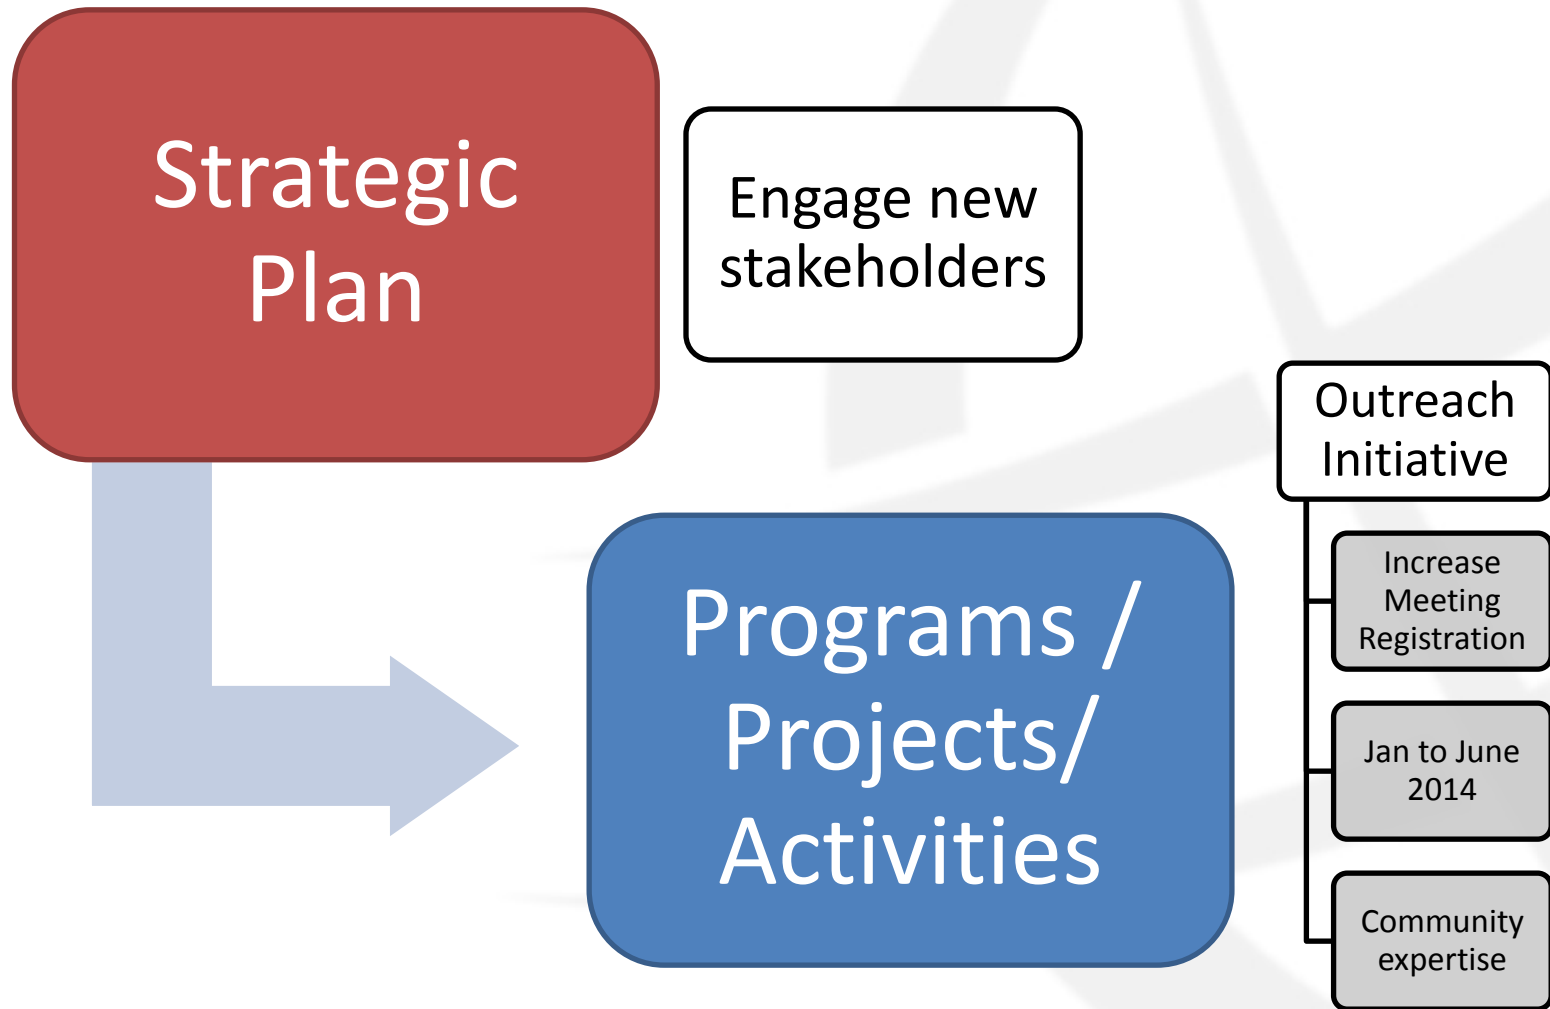 Strategic
Plan
Engage new
stakeholders
Programs /
Projects/
Activities
Outreach
Initiative
Increase
Meeting
Registration
Jan to June
2014
Community
expertise